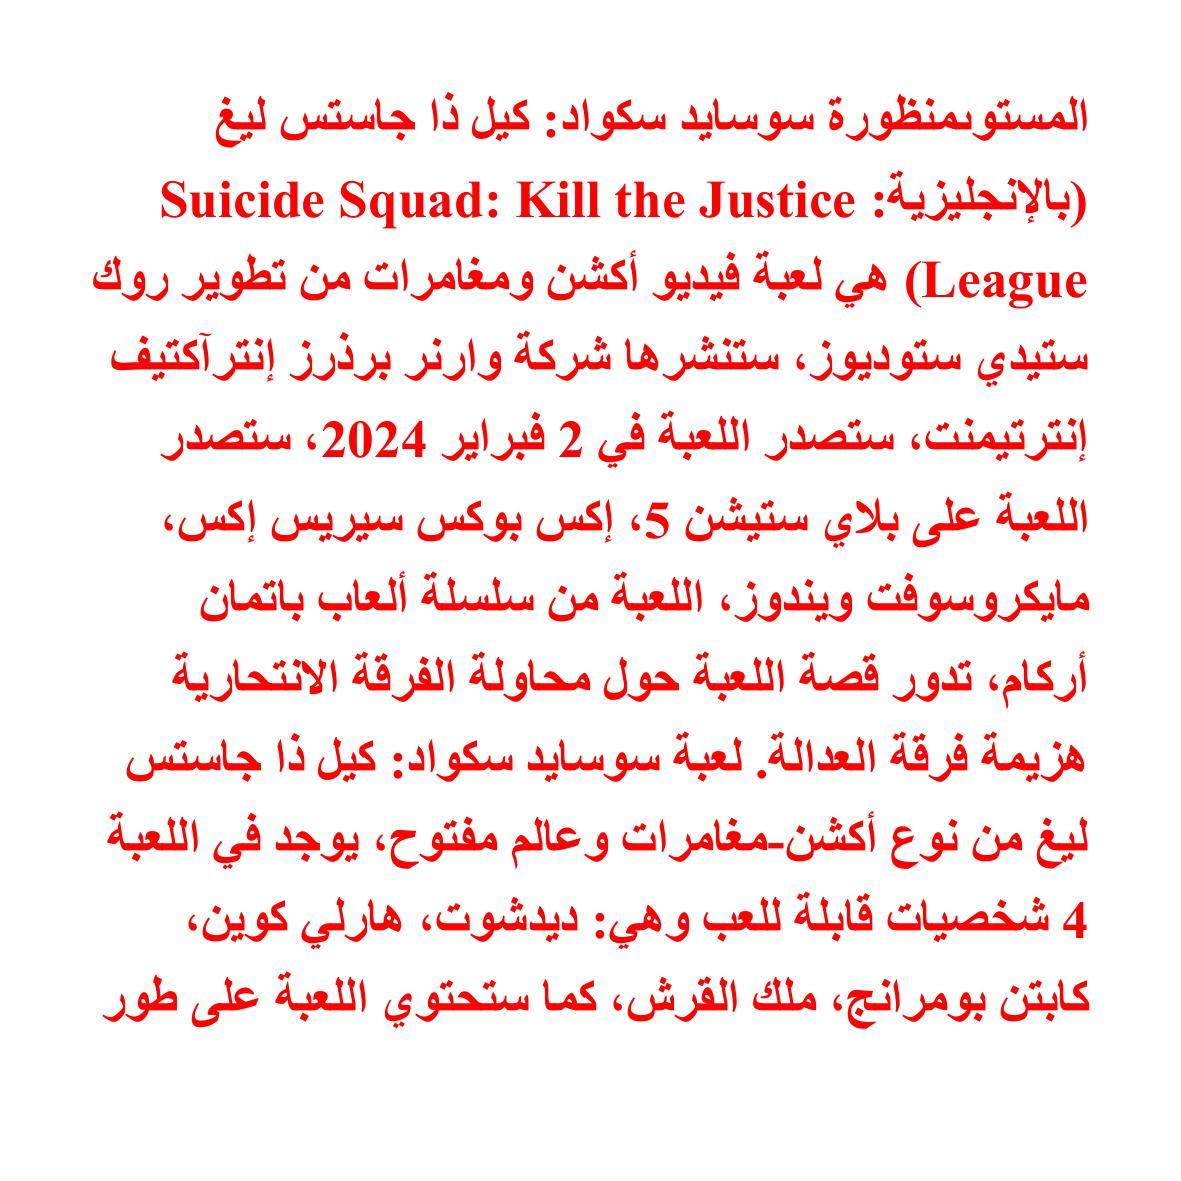 المستوىمنظورة سوسايد سكواد: كيل ذا جاستس ليغ
(بالإنجليزية: Suicide Squad: Kill the Justice
League) هي لعبة فيديو أكشن ومغامرات من تطوير روك
ستيدي ستوديوز، ستنشرها شركة وارنر برذرز إنترآكتيف
إنترتيمنت، ستصدر اللعبة في 2 فبراير 2024، ستصدر
اللعبة على بلاي ستيشن 5، إكس بوكس سيريس إكس،
مايكروسوفت ويندوز، اللعبة من سلسلة ألعاب باتمان
أركام، تدور قصة اللعبة حول محاولة الفرقة الانتحارية
هزيمة فرقة العدالة. لعبة سوسايد سكواد: كيل ذا جاستس
ليغ من نوع أكشن-مغامرات وعالم مفتوح، يوجد في اللعبة
4 شخصيات قابلة للعب وهي: ديدشوت، هارلي كوين،
كابتن بومرانج، ملك القرش، كما ستحتوي اللعبة على طور